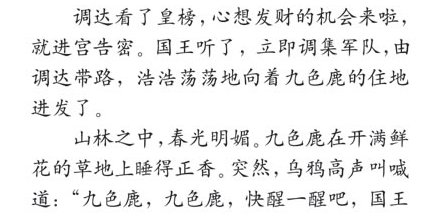 调达看了皇榜，心想发财的机会来啦，
就进宫告密。国王听了，立即调集军队，由
调达带路，浩浩荡荡地向着九色鹿的住地
进发了。
山林之中，春光明媚。九色鹿在开满鲜
花的草地上睡得正香。突然，乌鸦高声叫喊
道：“九色鹿，九色鹿，快醒一醒吧，国王